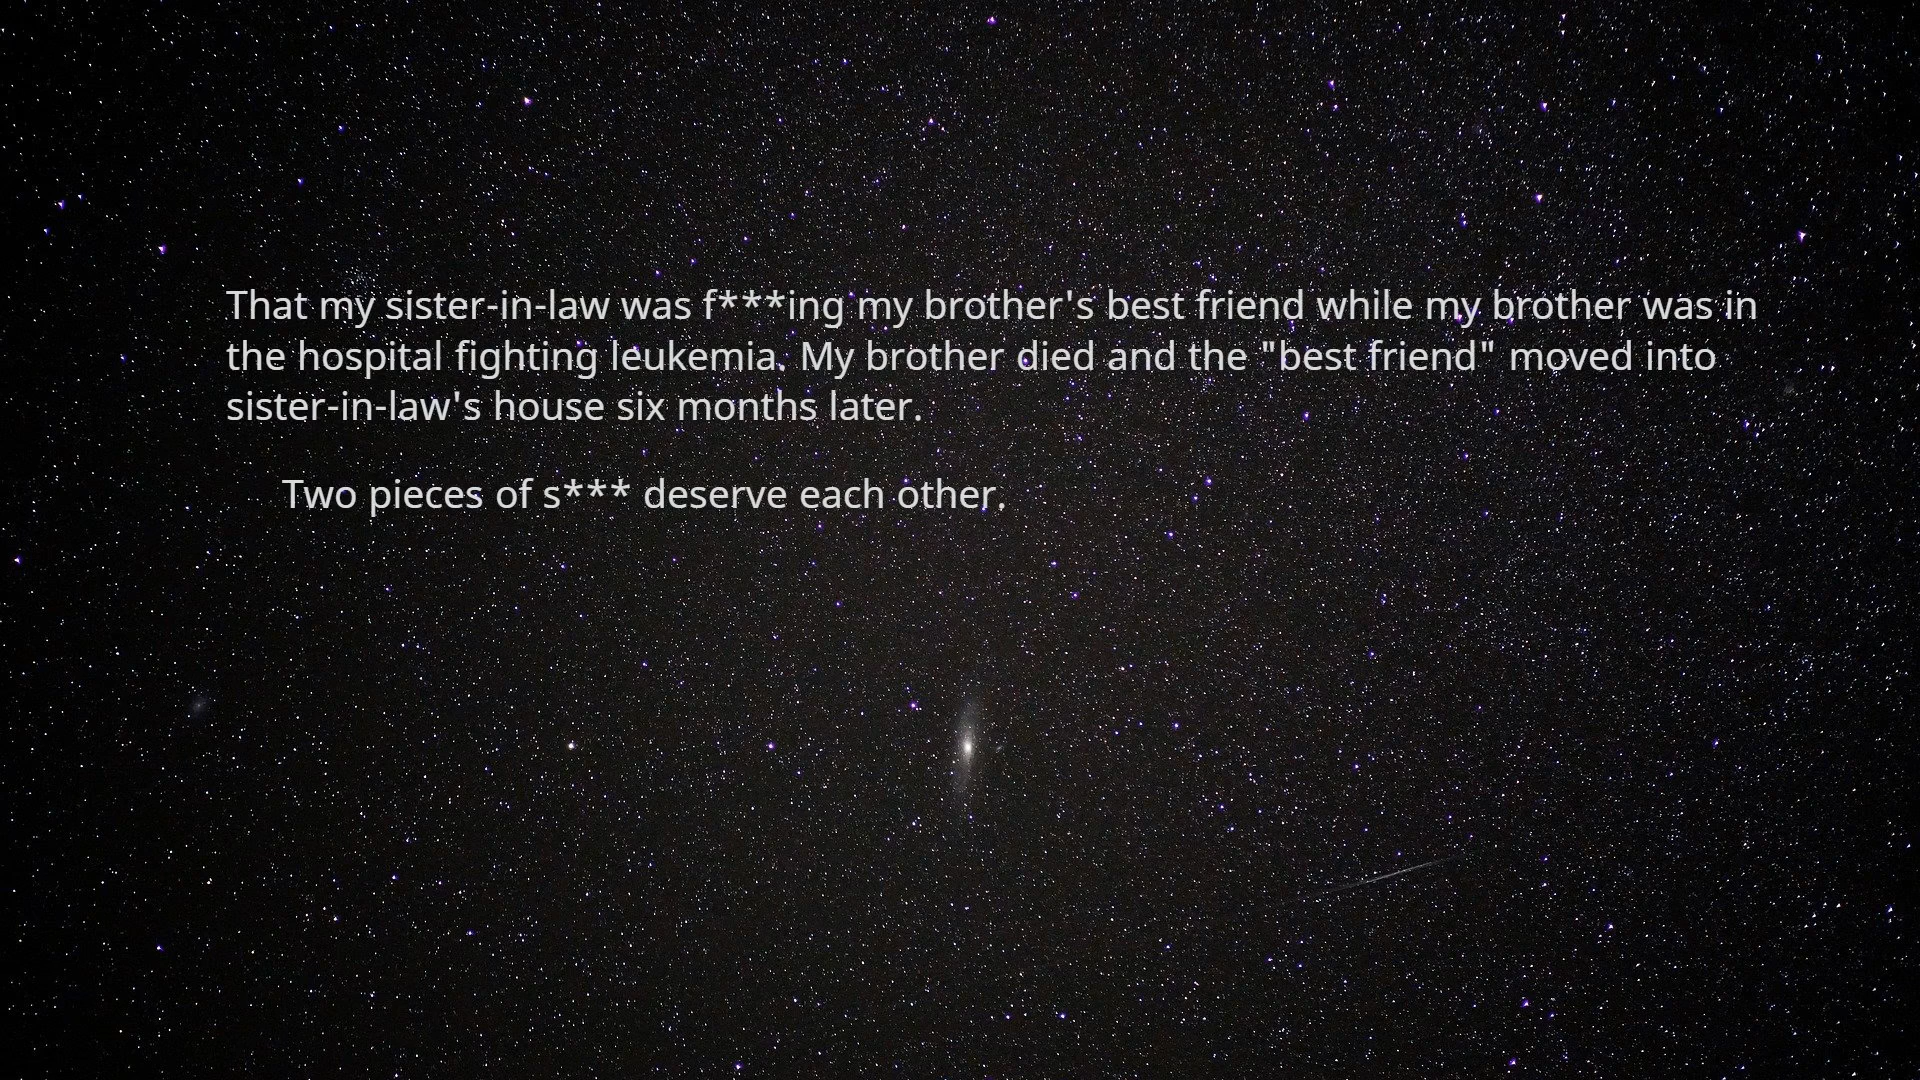 That my sister-in-law was f***ing my brother's best friend while my brother was in
the hospital fighting leukemia. My brother died and the "best friend" moved into
sister-in-law's house six months later.
Two pieces of s*** deserve each other.